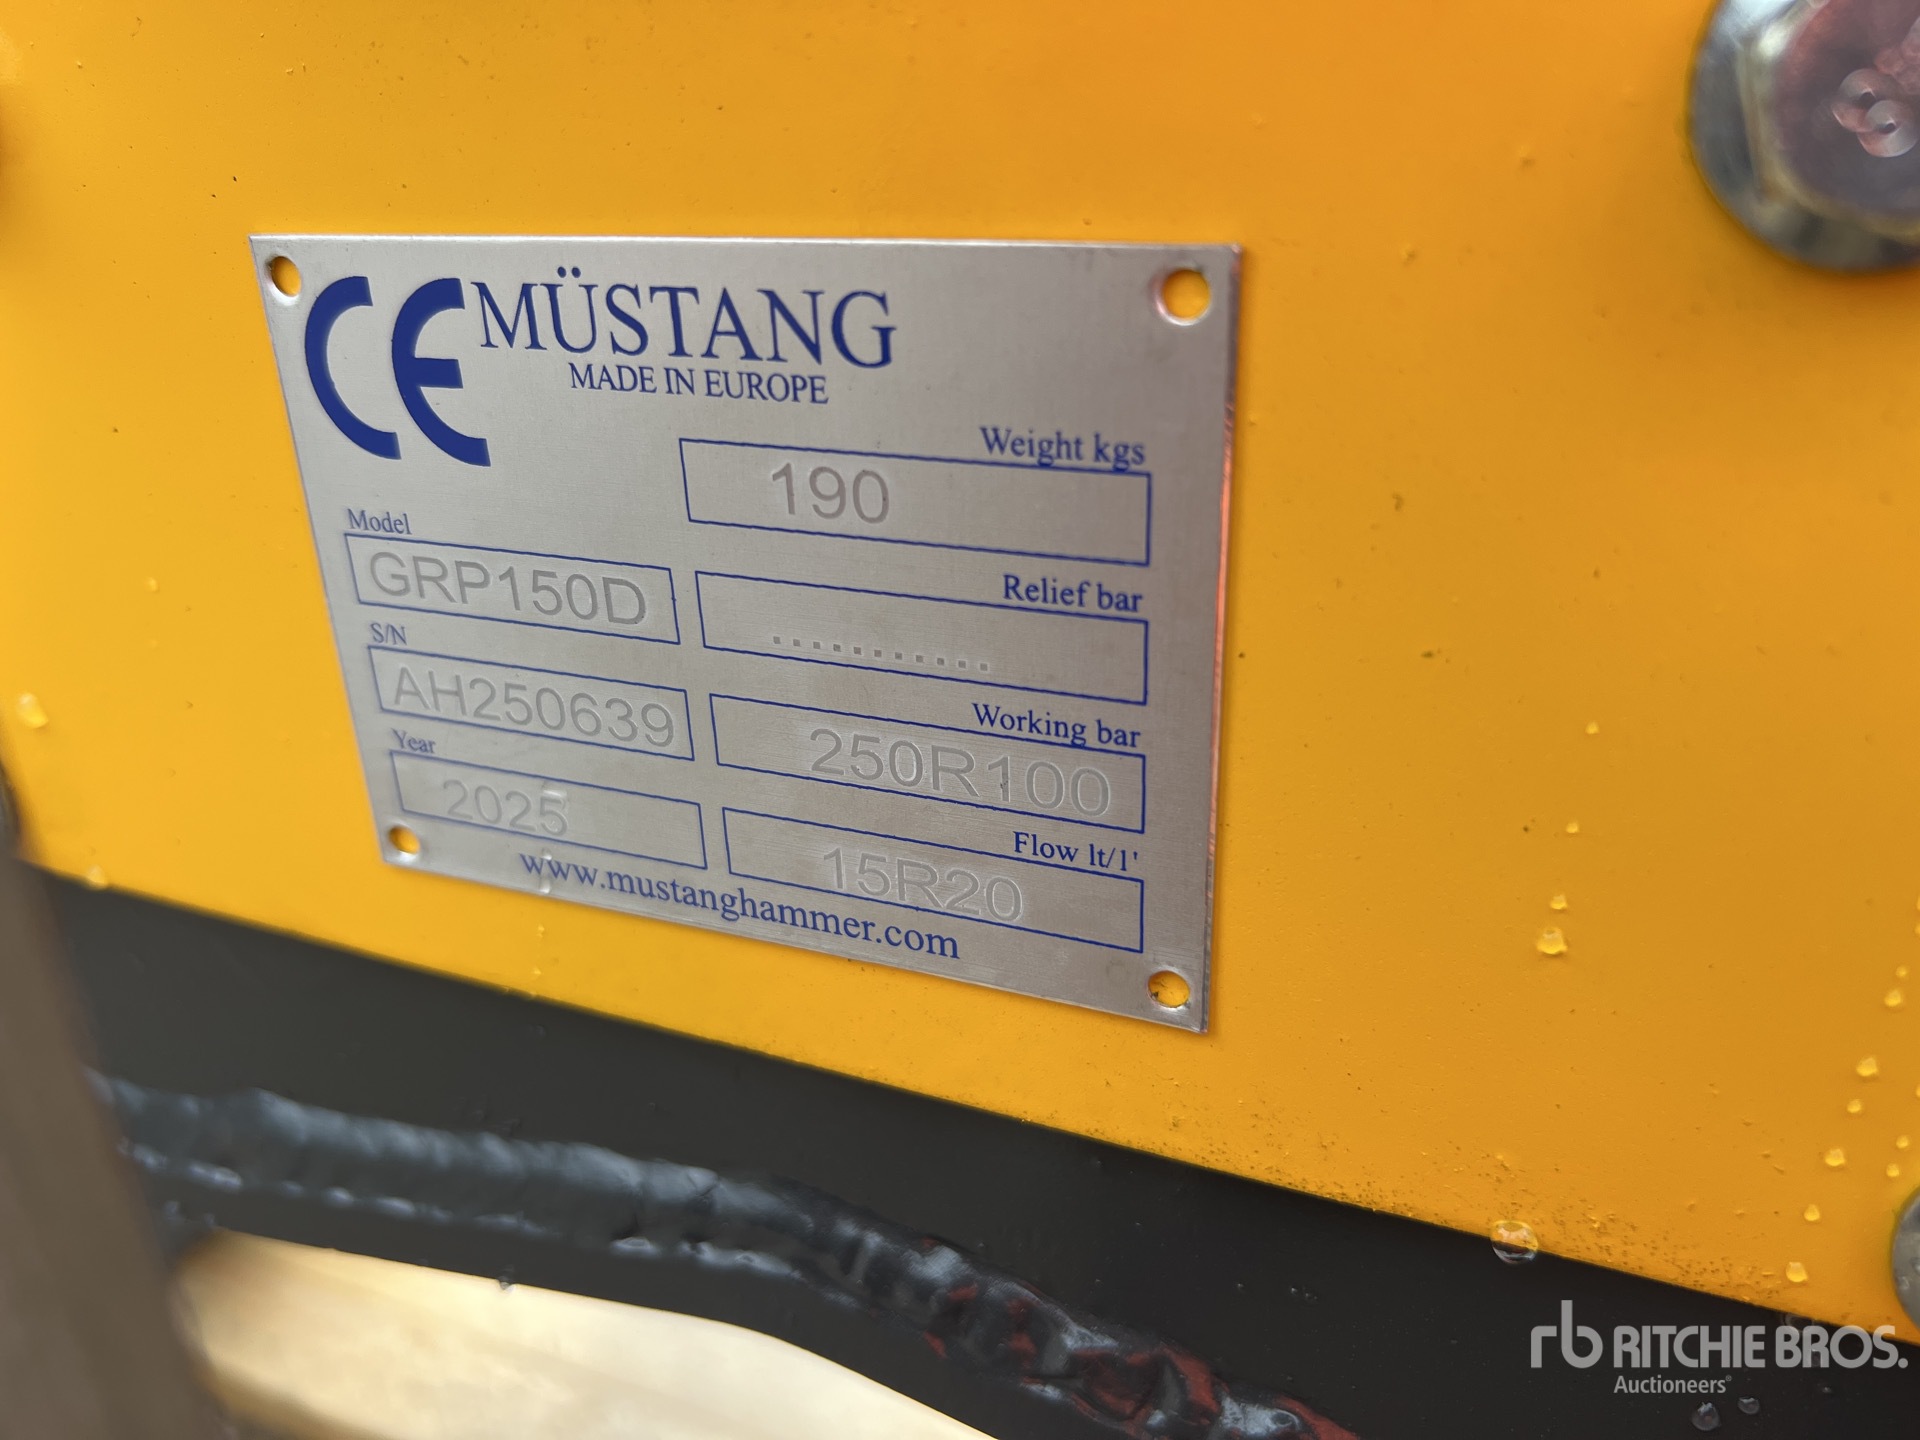 CE MÜSTANG
MADE IN EUROPE
Weight kgs
190
Model
GRP150D
Relief bar
...........
S/N
AH250639
Working bar
250R100
Year
2025
Flow lt/1'
15R20
www.mustanghammer.com
rb RITCHIE BROS.
Auctioneers